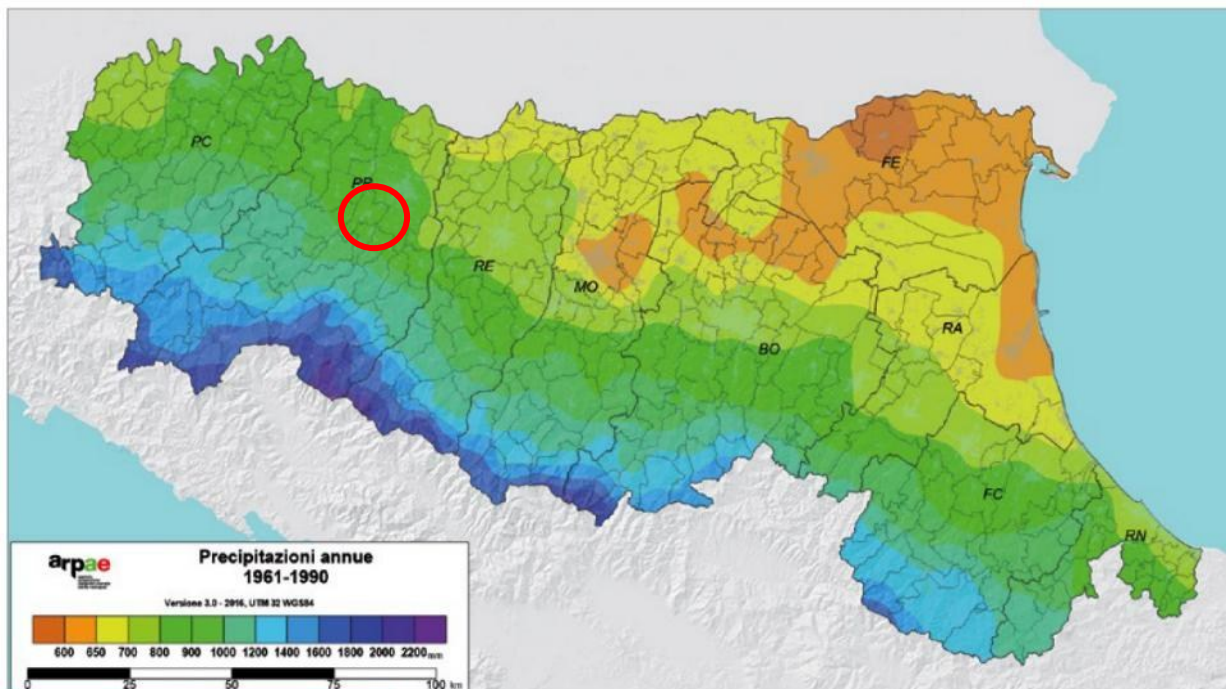 PC
PR
RE
MO
BO
FE
RA
FC
RN
arpae
Precipitazioni annue
1961-1990
Versione 3.0 - 2016, UTM 32 WGS84
600 650 700 800 900 1000 1200 1400 1600 1800 2000 2200 mm
0 25 50 75 100 km